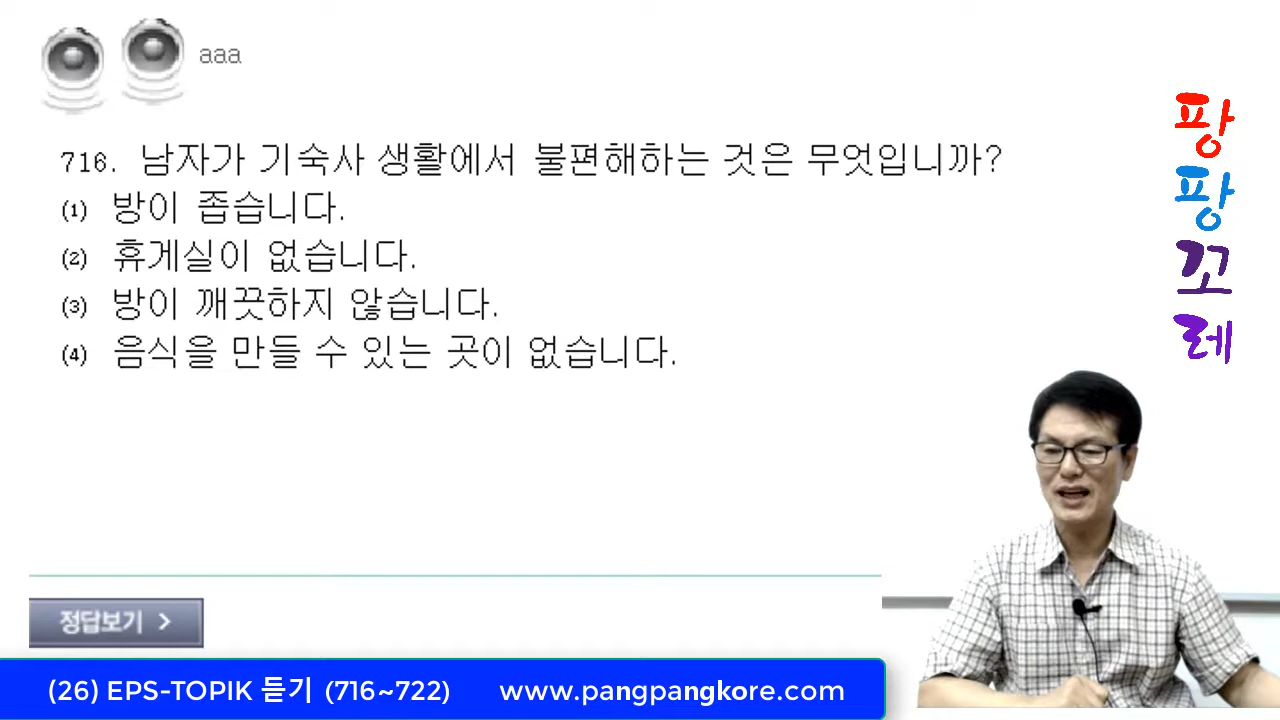 aaa
716. 남자가 기숙사 생활에서 불편해하는 것은 무엇입니까?
(1) 방이 좁습니다.
(2) 휴게실이 없습니다.
(3) 방이 깨끗하지 않습니다.
(4) 음식을 만들 수 있는 곳이 없습니다.
정답보기 >
(26) EPS-TOPIK 듣기 (716~722) www.pangpangkore.com
팡
팡
꼬
레